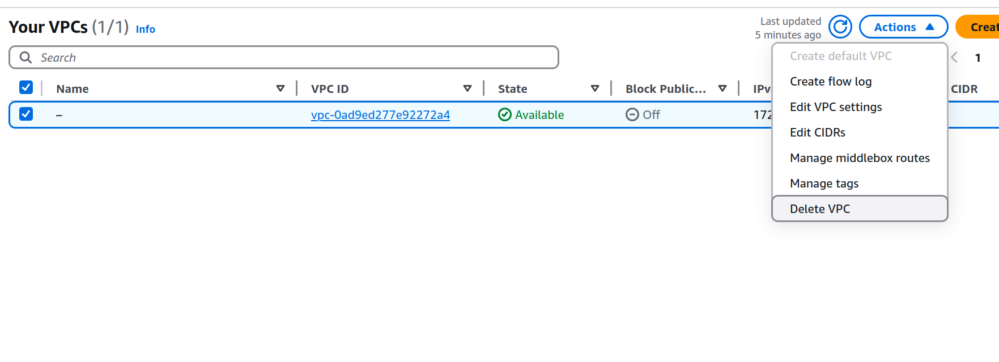 Your VPCs (1/1) Info
Last updated
5 minutes ago
Actions
Search
Create default VPC
1
Create flow log
Name
VPC ID
State
Block Public...
CIDR
Edit VPC settings
–
vpc-0ad9ed277e92272a4
Available
Off
172
Edit CIDRs
Manage middlebox routes
Manage tags
Delete VPC